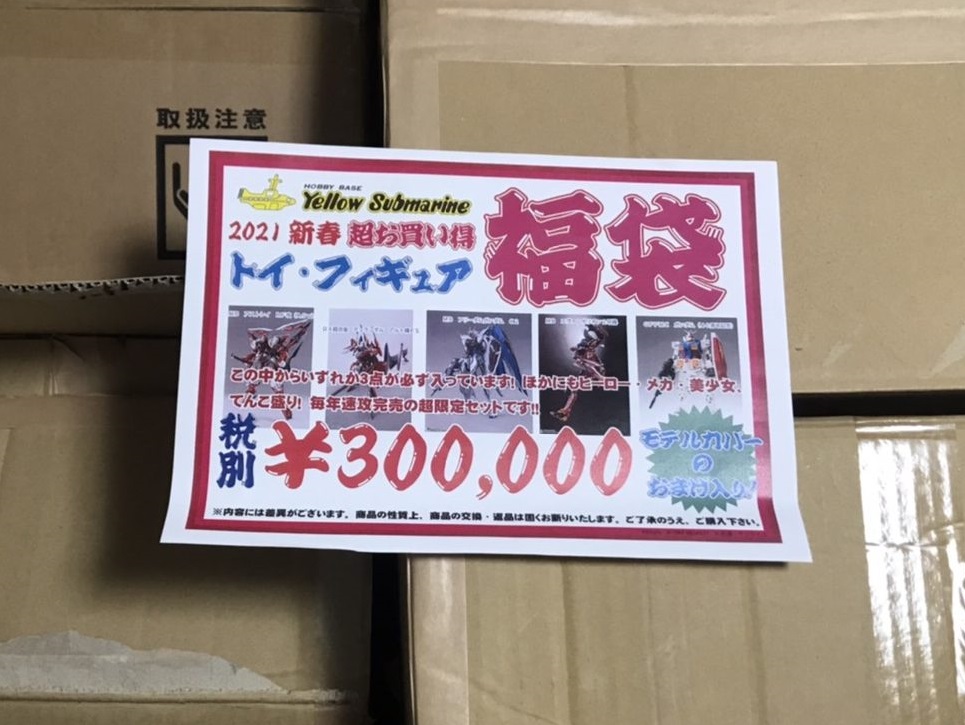 取扱注意
HOBBY BASE
Yellow Submarine
2021 新春 超お買い得
福袋
トイ・フィギュア
この中からいずれか3点が必ず入っています! ほかにもヒーロー・メカ・美少女、
てんこ盛り! 毎年速攻完売の超限定セットです!!
税別
¥300,000
モデルカバー
の
おまけ入り!
※内容には差異がございます。商品の性質上、商品の交換・返品は固くお断りいたします。ご了承のうえ、ご購入下さい。